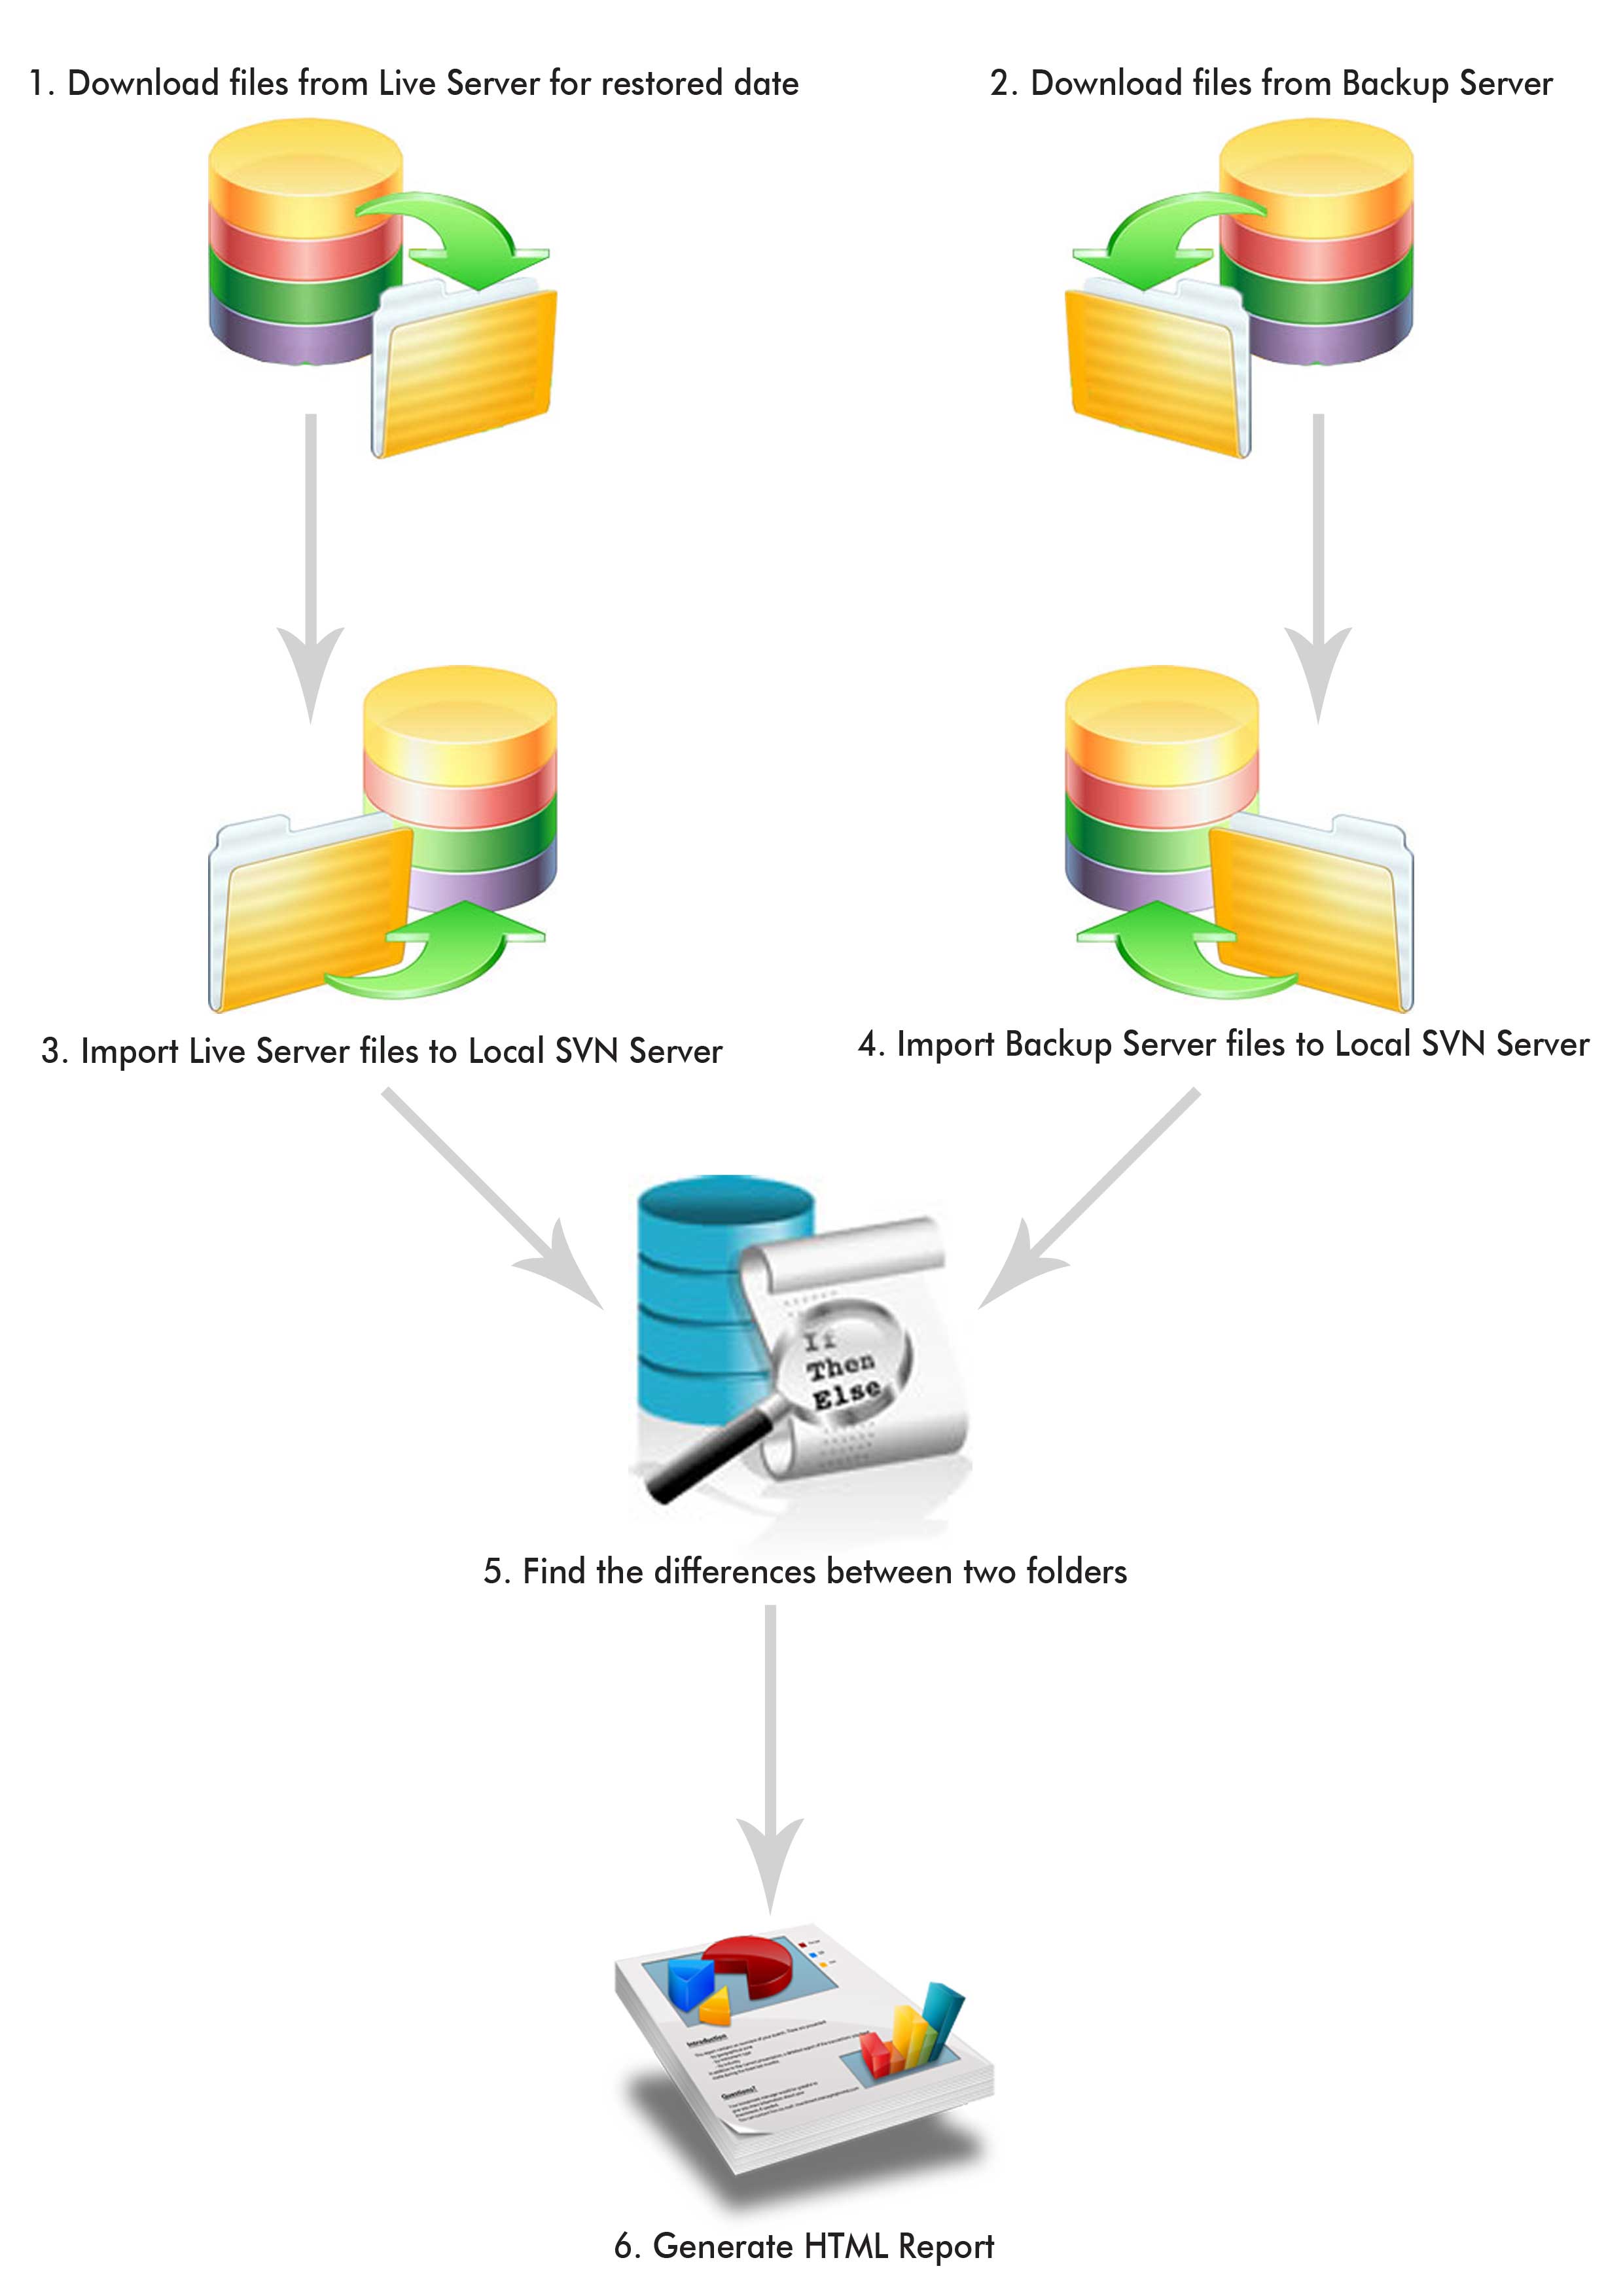 1. Download files from Live Server for restored date
2. Download files from Backup Server
3. Import Live Server files to Local SVN Server
4. Import Backup Server files to Local SVN Server
If
Then
Else
5. Find the differences between two folders
Introduction
Questions?
6. Generate HTML Report